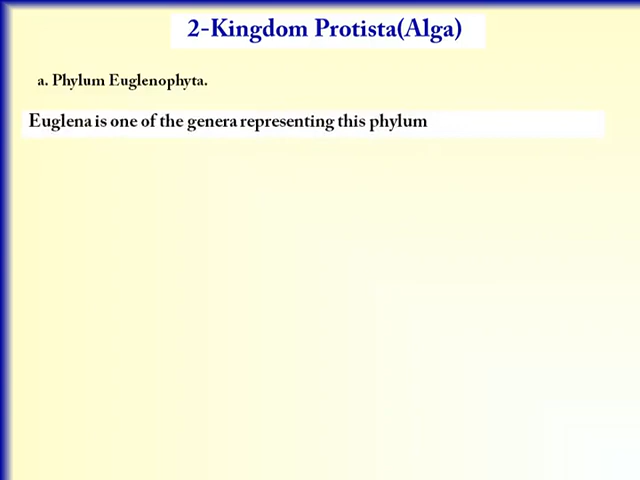 2-Kingdom Protista(Alga)
a. Phylum Euglenophyta.
Euglena is one of the genera representing this phylum